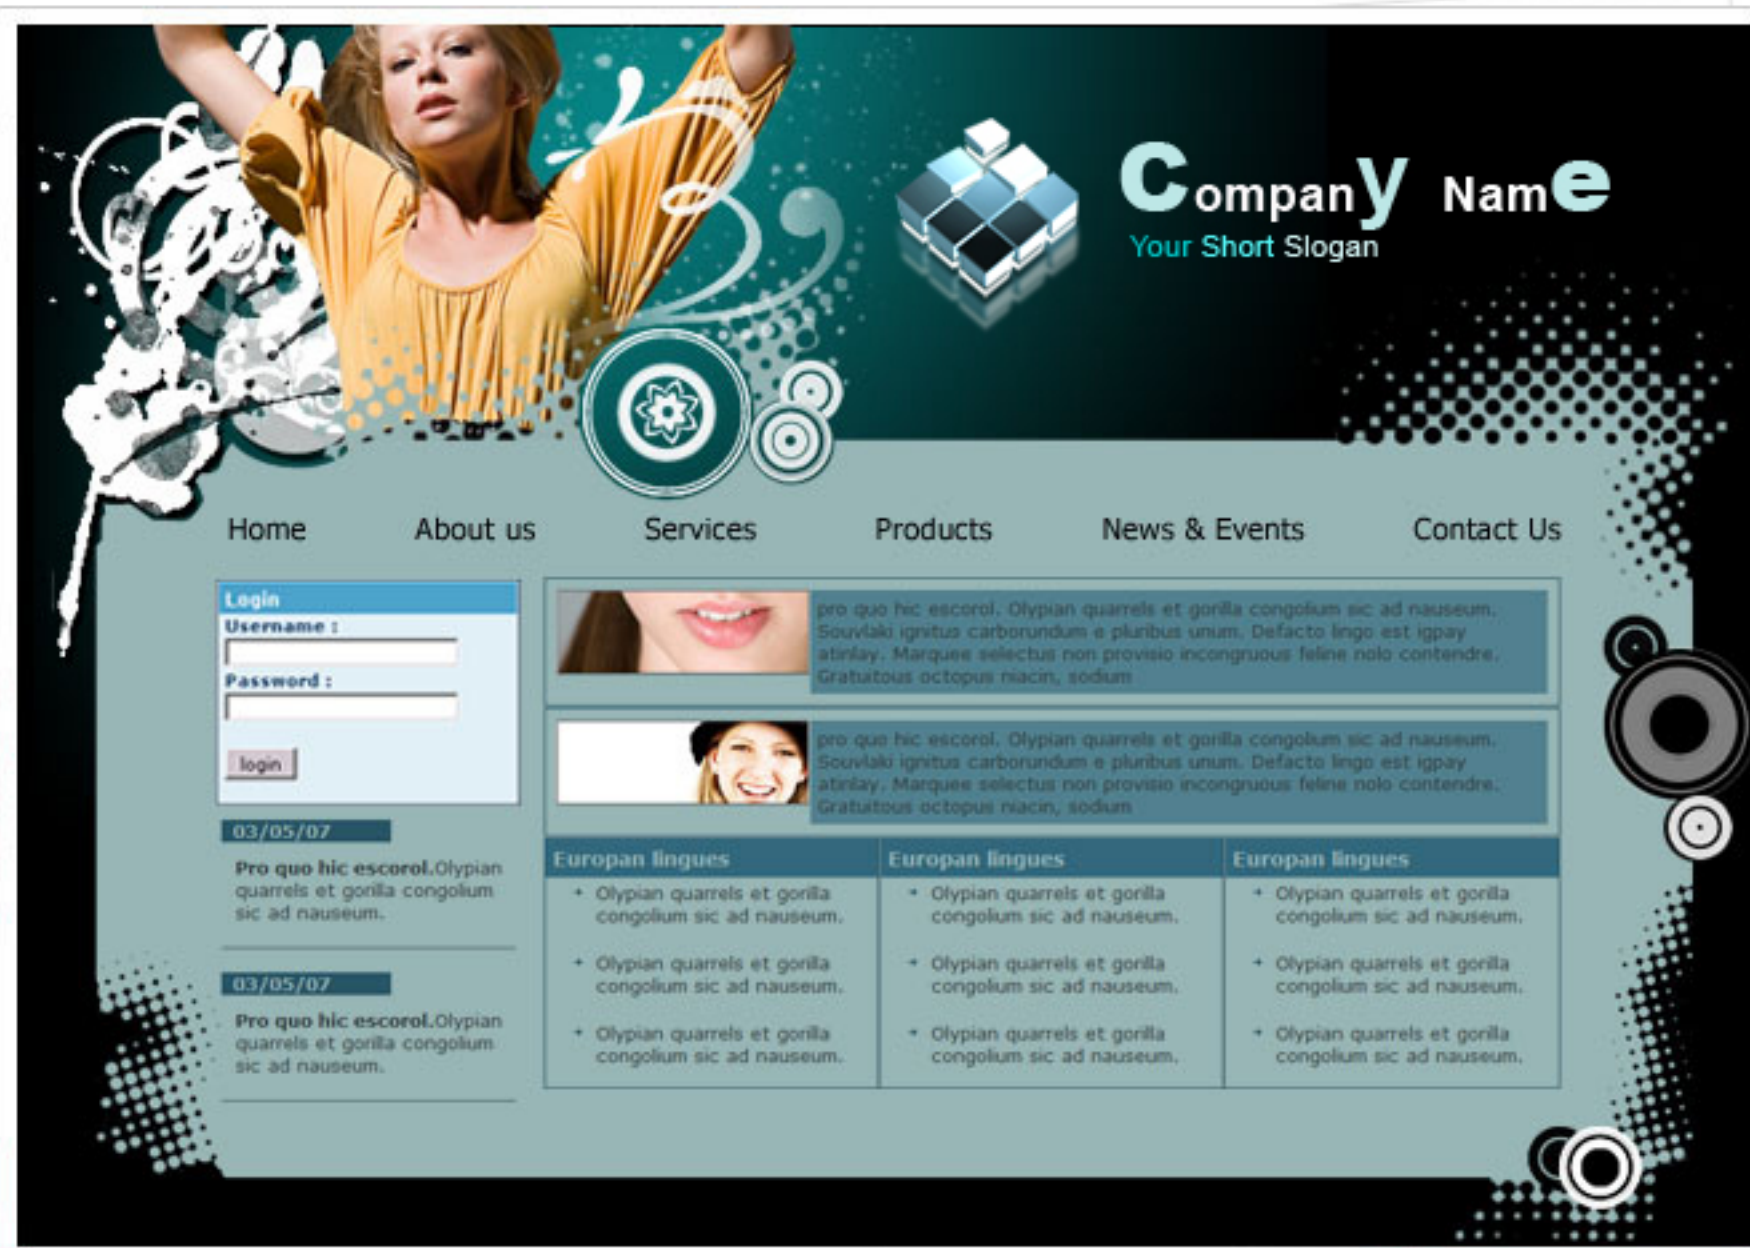 Company Name
Your Short Slogan
Home About us Services Products News & Events Contact Us
Login
Username :
Password :
login
03/05/07
Pro quo hic escorol.Olypian
quarrels et gorilla congolium
sic ad nauseum.
03/05/07
Pro quo hic escorol.Olypian
quarrels et gorilla congolium
sic ad nauseum.
pro quo hic escorol. Olypian quarrels et gorilla congolium sic ad nauseum.
Souvlaki ignitus carborundum e pluribus unum. Defacto lingo est igpay
atinlay. Marquee selectus non provisio incongruous feline nolo contendre.
Gratuitous octopus niacin, sodium
pro quo hic escorol. Olypian quarrels et gorilla congolium sic ad nauseum.
Souvlaki ignitus carborundum e pluribus unum. Defacto lingo est igpay
atinlay. Marquee selectus non provisio incongruous feline nolo contendre.
Gratuitous octopus niacin, sodium
Europan lingues
Olypian quarrels et gorilla
congolium sic ad nauseum.
Olypian quarrels et gorilla
congolium sic ad nauseum.
Olypian quarrels et gorilla
congolium sic ad nauseum.
Europan lingues
Olypian quarrels et gorilla
congolium sic ad nauseum.
Olypian quarrels et gorilla
congolium sic ad nauseum.
Olypian quarrels et gorilla
congolium sic ad nauseum.
Europan lingues
Olypian quarrels et gorilla
congolium sic ad nauseum.
Olypian quarrels et gorilla
congolium sic ad nauseum.
Olypian quarrels et gorilla
congolium sic ad nauseum.